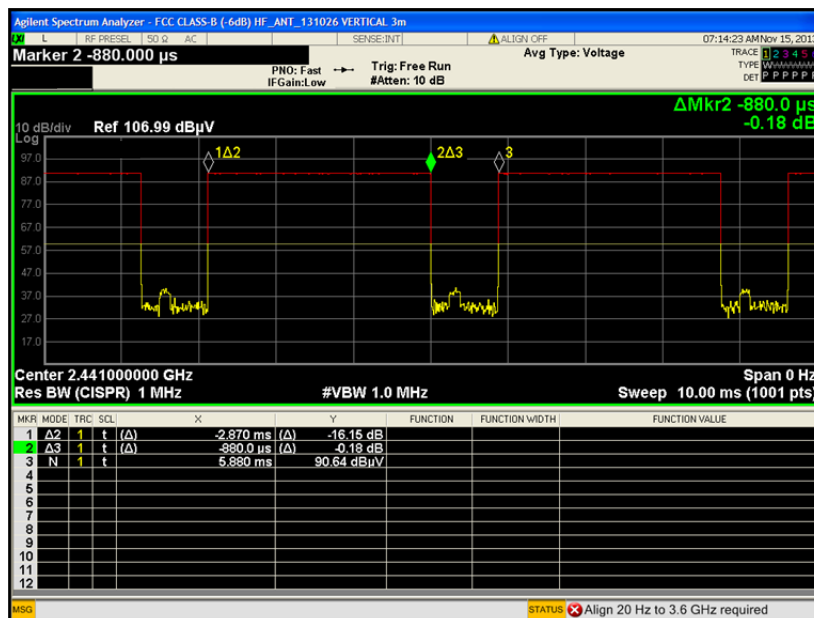 Agilent Spectrum Analyzer - FCC CLASS-B (-6dB) HF_ANT_131026 VERTICAL 3m
LXI L RF PRESEL 50 Ω AC SENSE:INT ALIGN OFF 07:14:23 AM Nov 15, 2013
Marker 2 -880.000 µs
PNO: Fast
IFGain:Low
Trig: Free Run
#Atten: 10 dB
Avg Type: Voltage
TRACE 1 2 3 4 5
TYPE W
DET P P P P P
ΔMkr2 -880.0 µs
-0.18 dB
10 dB/div Ref 106.99 dBµV
Log
1Δ2 2Δ3 3
97.0
87.0
77.0
67.0
57.0
47.0
37.0
27.0
17.0
Center 2.441000000 GHz Span 0 Hz
Res BW (CISPR) 1 MHz #VBW 1.0 MHz Sweep 10.00 ms (1001 pts)
MKR MODE TRC SCL X Y FUNCTION FUNCTION WIDTH FUNCTION VALUE
1 Δ2 1 t (Δ) -2.870 ms (Δ) -16.15 dB
2 Δ3 1 t (Δ) -880.0 µs (Δ) -0.18 dB
3 N 1 t 5.880 ms 90.64 dBµV
4
5
6
7
8
9
10
11
12
MSG STATUS Align 20 Hz to 3.6 GHz required